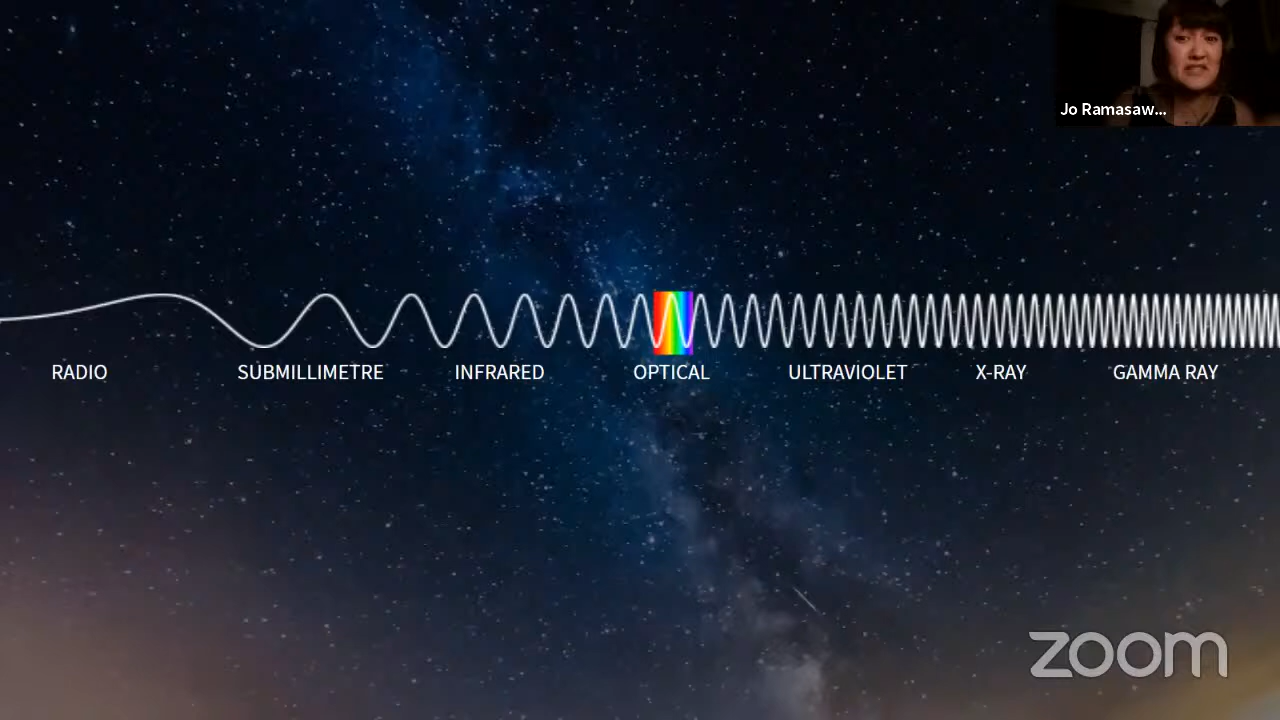 Jo Ramasaw...
RADIO SUBMILLIMETRE INFRARED OPTICAL ULTRAVIOLET X-RAY GAMMA RAY
zoom